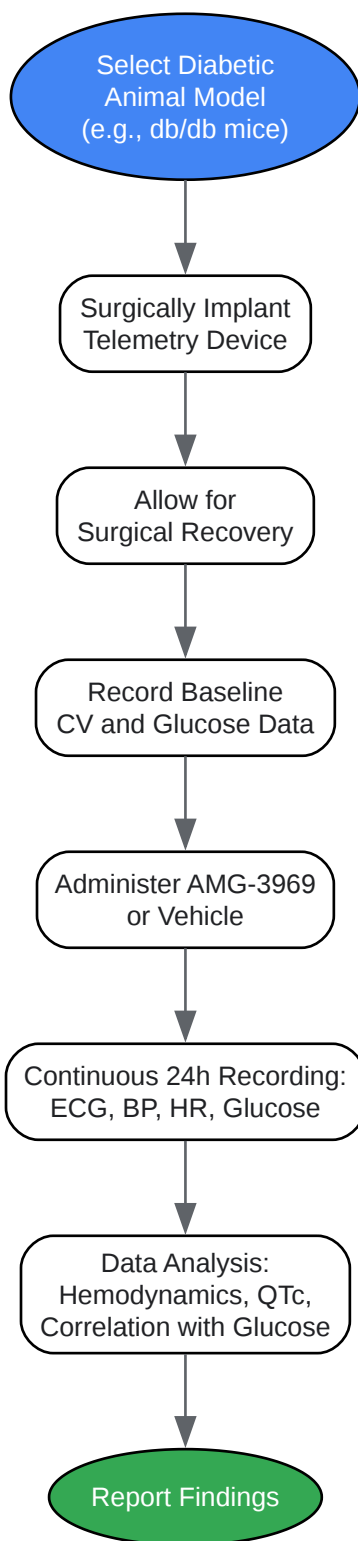 Select Diabetic
Animal Model
(e.g., db/db mice)
Surgically Implant
Telemetry Device
Allow for
Surgical Recovery
Record Baseline
CV and Glucose Data
Administer AMG-3969
or Vehicle
Continuous 24h Recording:
ECG, BP, HR, Glucose
Data Analysis:
Hemodynamics, QTc,
Correlation with Glucose
Report Findings